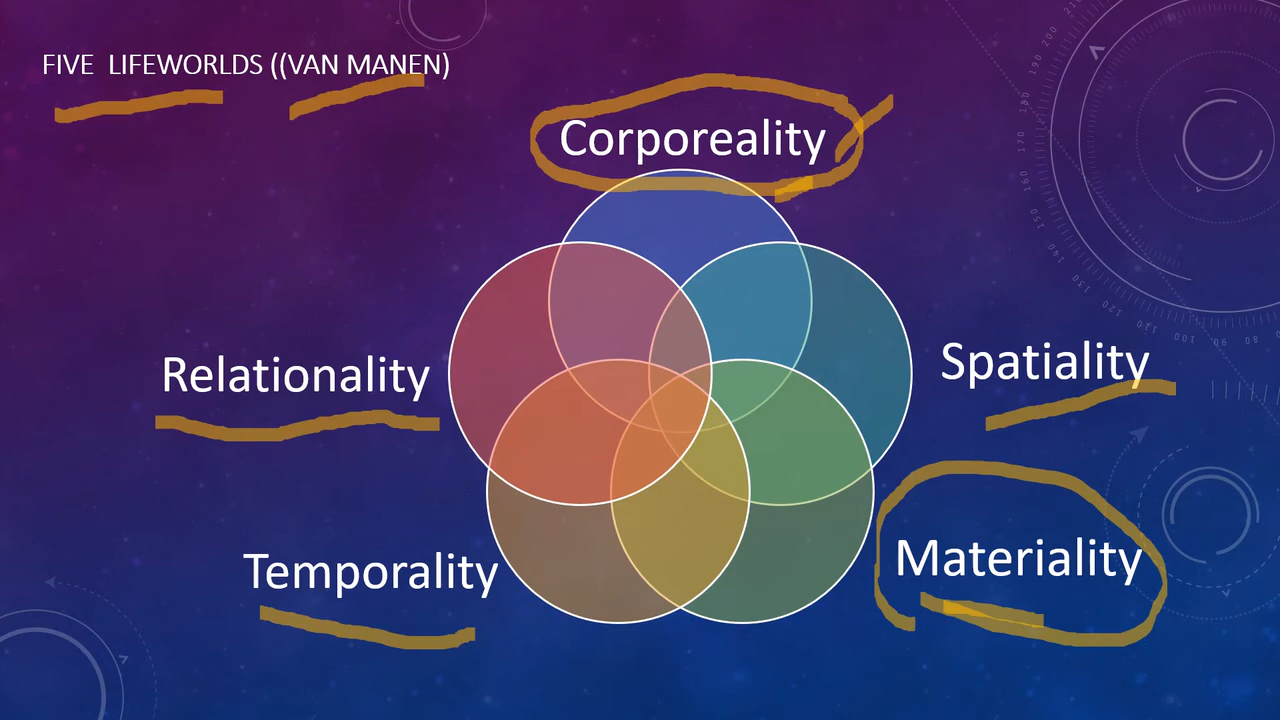 FIVE LIFEWORLDS ((VAN MANEN)
Corporeality
Relationality
Spatiality
Temporality
Materiality